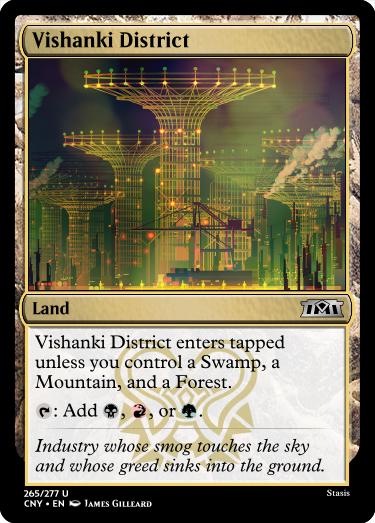 Vishanki District
Land
Vishanki District enters tapped
unless you control a Swamp, a
Mountain, and a Forest.
: Add , , or .
Industry whose smog touches the sky
and whose greed sinks into the ground.
265/277 U
Stasis
CNY • EN James Gilleard